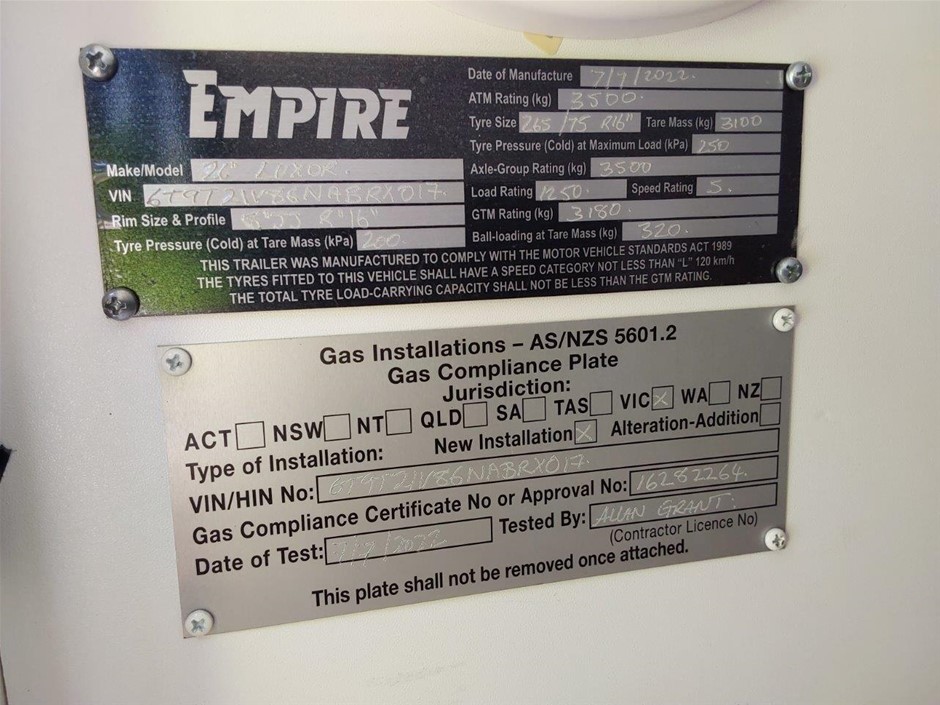 EMPIRE
Make/Model 26" LUXOR.
VIN 6T9T21V86NABRX017.
Rim Size & Profile 8"JJ R"16"
Tyre Pressure (Cold) at Tare Mass (kPa) 200.
Date of Manufacture 7/7/2022.
ATM Rating (kg) 3500.
Tyre Size 265/75 R16" Tare Mass (kg) 3100
Tyre Pressure (Cold) at Maximum Load (kPa) 250
Axle-Group Rating (kg) 3500
Load Rating 1250. Speed Rating S.
GTM Rating (kg) 3180.
Ball-loading at Tare Mass (kg) 320.
THIS TRAILER WAS MANUFACTURED TO COMPLY WITH THE MOTOR VEHICLE STANDARDS ACT 1989
THE TYRES FITTED TO THIS VEHICLE SHALL HAVE A SPEED CATEGORY NOT LESS THAN "L" 120 km/h
THE TOTAL TYRE LOAD-CARRYING CAPACITY SHALL NOT BE LESS THAN THE GTM RATING.
Gas Installations – AS/NZS 5601.2
Gas Compliance Plate
Jurisdiction:
ACT NSW NT QLD SA TAS VIC X WA NZ
Type of Installation: New Installation X Alteration-Addition
VIN/HIN No: 6T9T21V86NABRX017.
Gas Compliance Certificate No or Approval No: 16282264.
Date of Test: 7/7/2022 Tested By: ALLAN GRANT.
(Contractor Licence No)
This plate shall not be removed once attached.